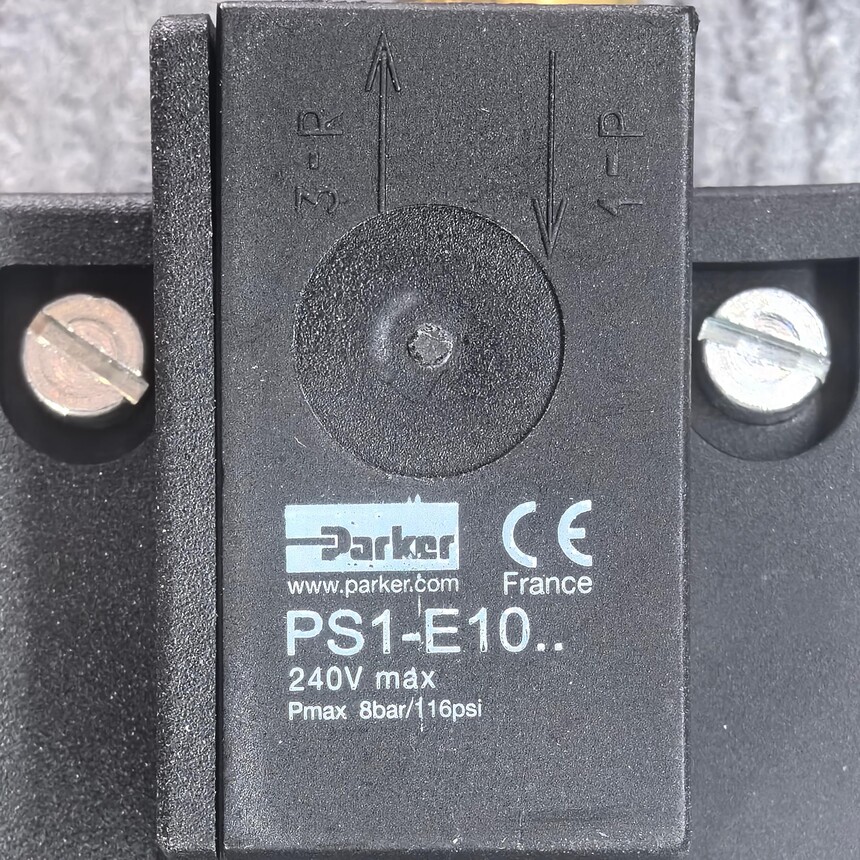 3-R
1-P
Parker
CE
www.parker.com
France
PS1-E10..
240V max
Pmax 8bar/116psi